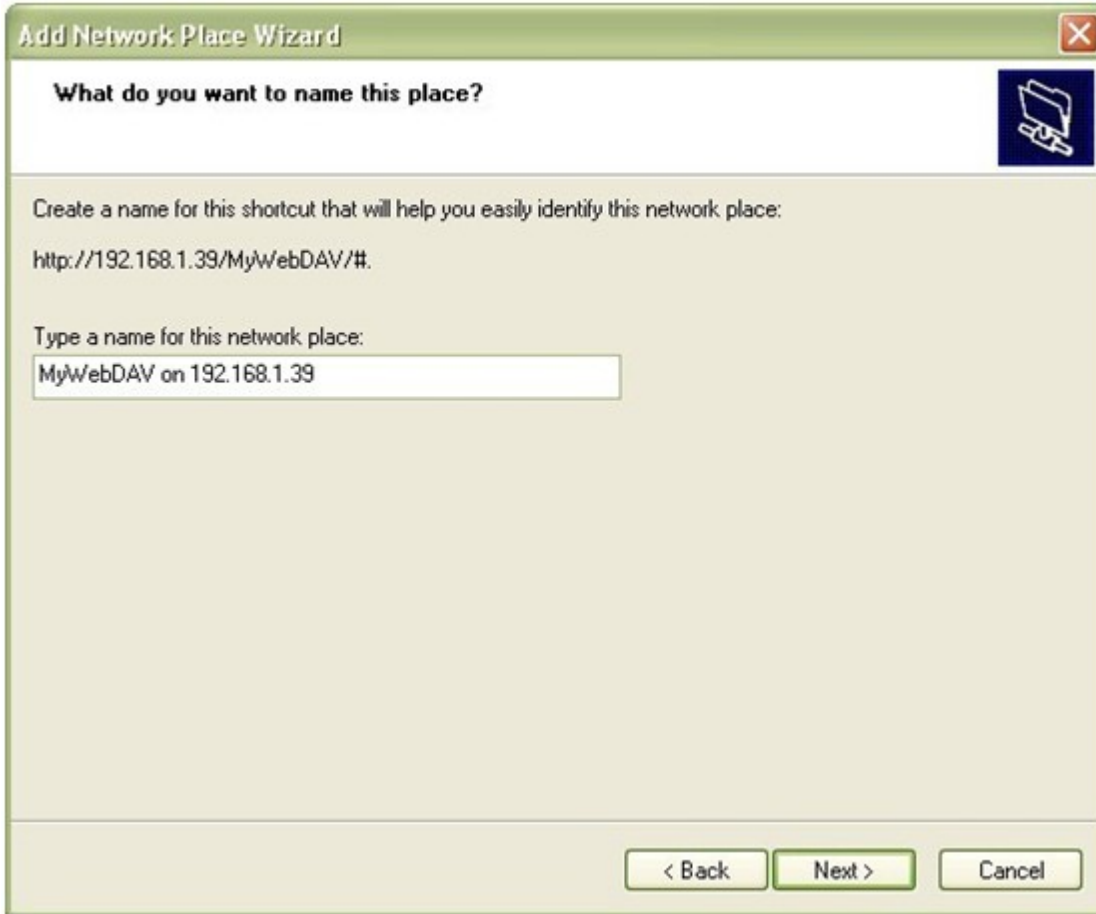 Add Network Place Wizard
What do you want to name this place?
Create a name for this shortcut that will help you easily identify this network place:
http://192.168.1.39/MyWebDAV/#.
Type a name for this network place:
MyWebDAV on 192.168.1.39
< Back Next > Cancel